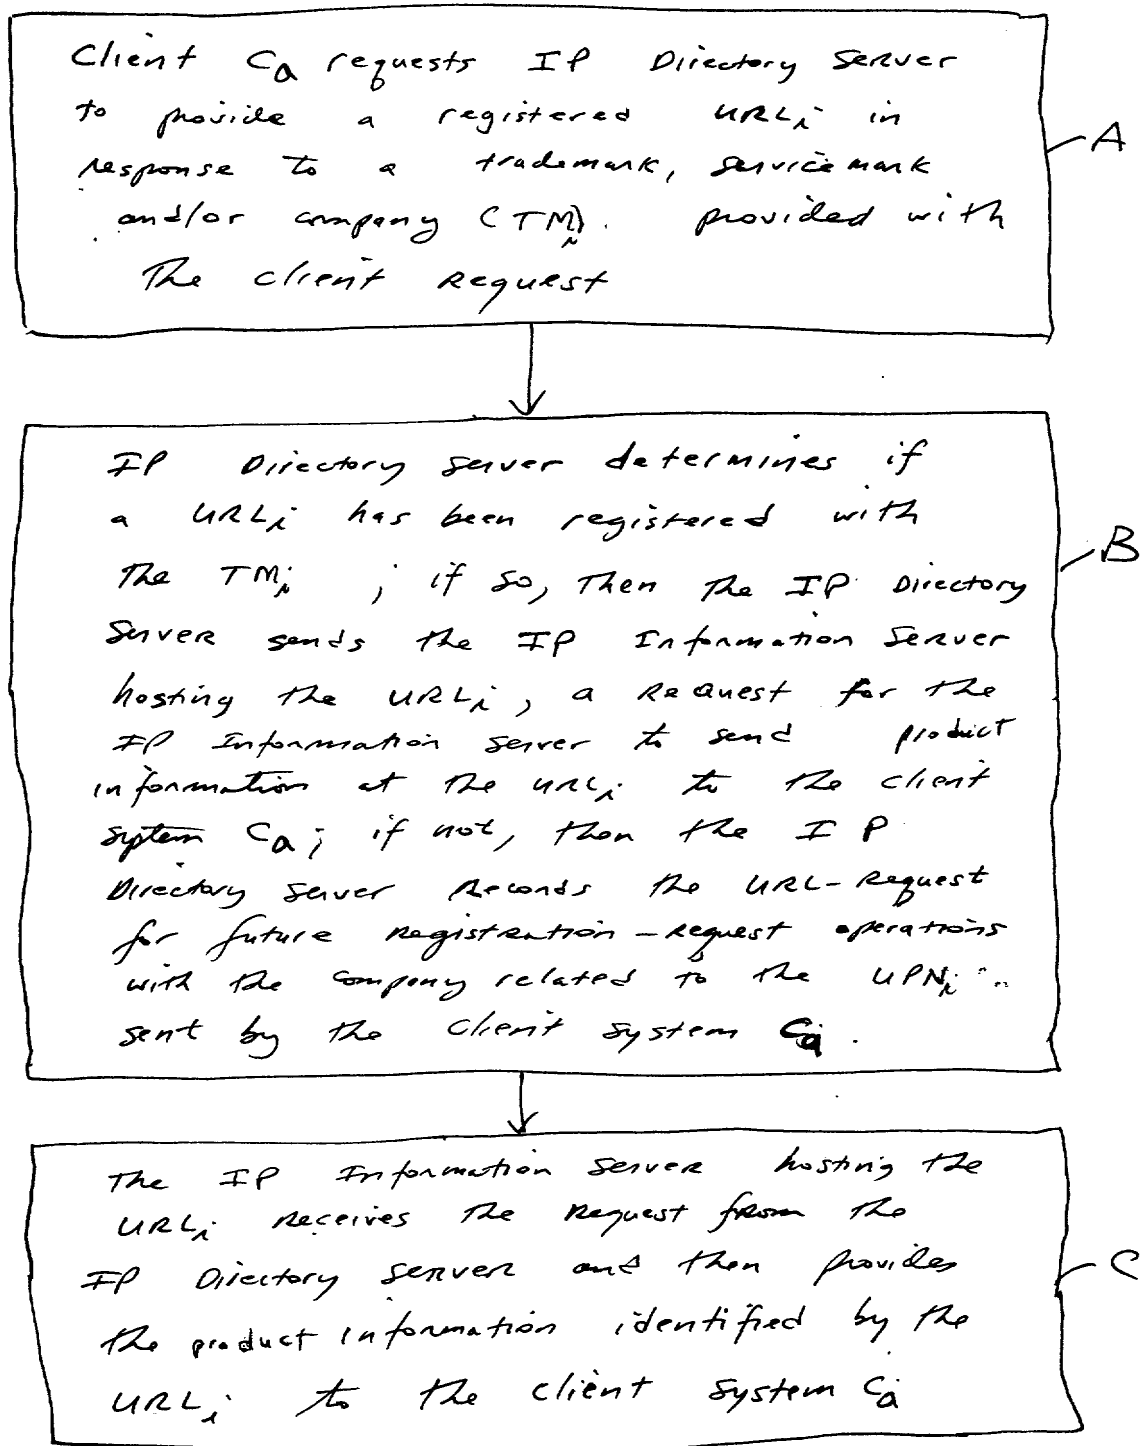 Client Ca requests IP Directory Server
to provide a registered URLi in
response to a trademark, servicemark
and/or company (TMi). provided with
The client Request
A
IP Directory Server determines if
a URLi has been registered with
The TMi ; if so, Then The IP Directory
Server sends the IP Information Server
hosting the URLi, a Request for the
IP Information Server to send product
information at the URLi to the client
System Ca; if not, then the IP
Directory Server Records the URL-Request
for future Registration-Request operations
with the company related to the UPNi
sent by the Client System Ca.
B
The IP Information Server hosting the
URLi Receives the Request from the
IP Directory Server and then provides
the product information identified by the
URLi to the client System Ca
C